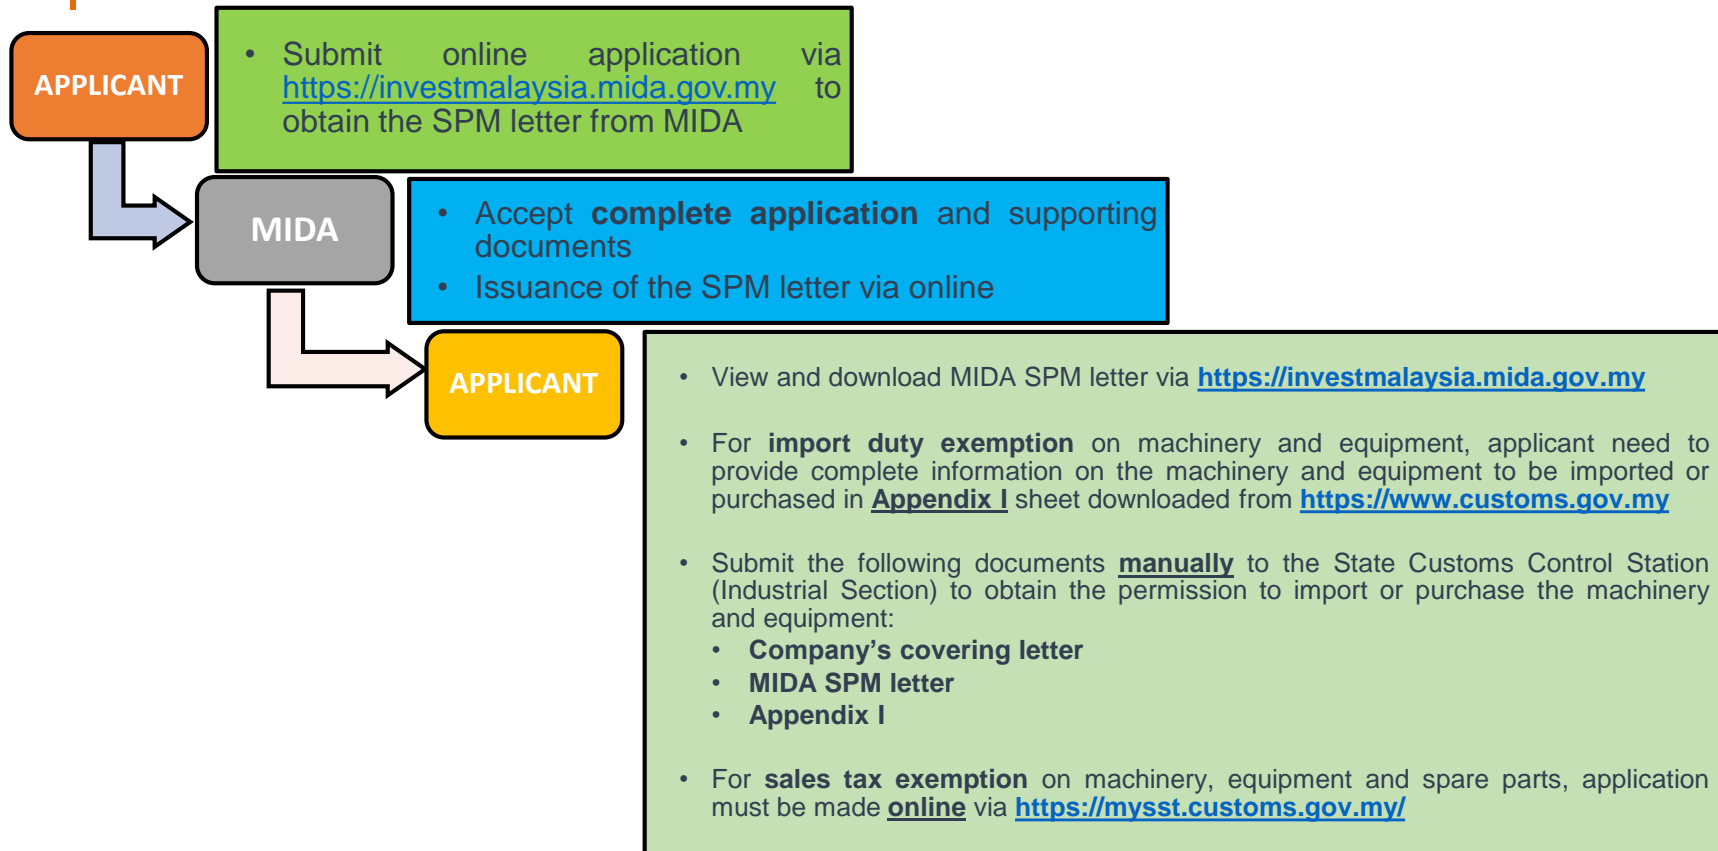 APPLICANT
• Submit online application via
https://investmalaysia.mida.gov.my to
obtain the SPM letter from MIDA
MIDA
• Accept complete application and supporting
documents
• Issuance of the SPM letter via online
APPLICANT
• View and download MIDA SPM letter via https://investmalaysia.mida.gov.my
• For import duty exemption on machinery and equipment, applicant need to
provide complete information on the machinery and equipment to be imported or
purchased in Appendix I sheet downloaded from https://www.customs.gov.my
• Submit the following documents manually to the State Customs Control Station
(Industrial Section) to obtain the permission to import or purchase the machinery
and equipment:
• Company’s covering letter
• MIDA SPM letter
• Appendix I
• For sales tax exemption on machinery, equipment and spare parts, application
must be made online via https://mysst.customs.gov.my/